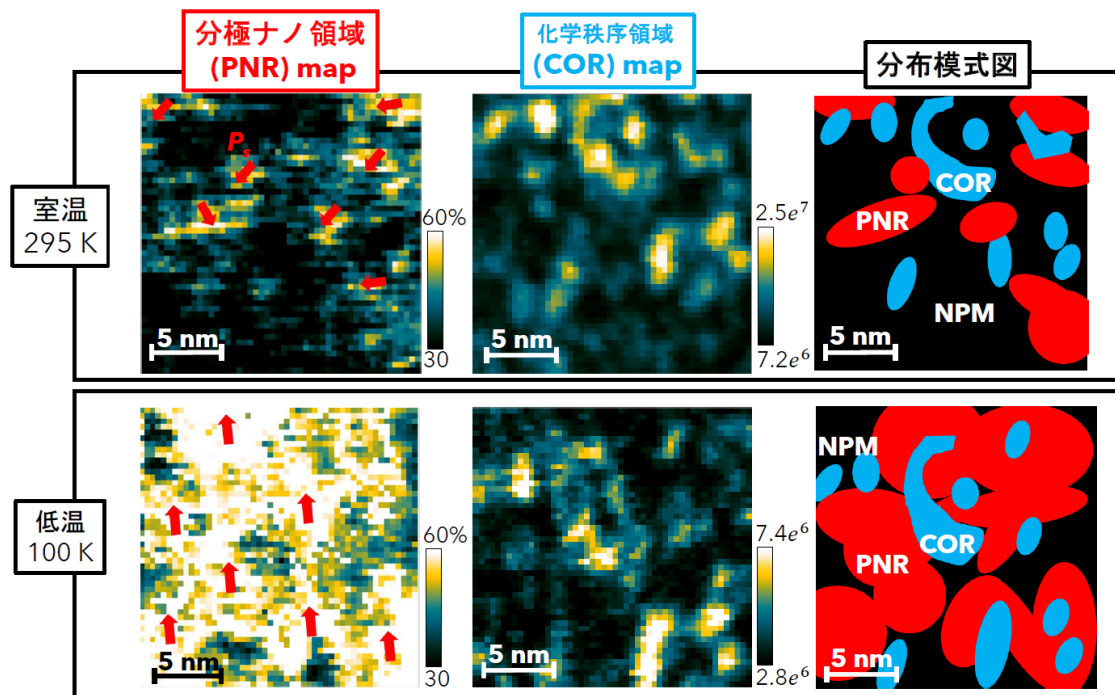 分極ナノ領域
(PNR) map
化学秩序領域
(COR) map
分布模式図
室温
295 K
Ps
60%
30
5 nm
2.5e⁷
7.2e⁶
5 nm
COR
PNR
NPM
5 nm
低温
100 K
60%
30
5 nm
7.4e⁶
2.8e⁶
5 nm
NPM
COR
PNR
5 nm